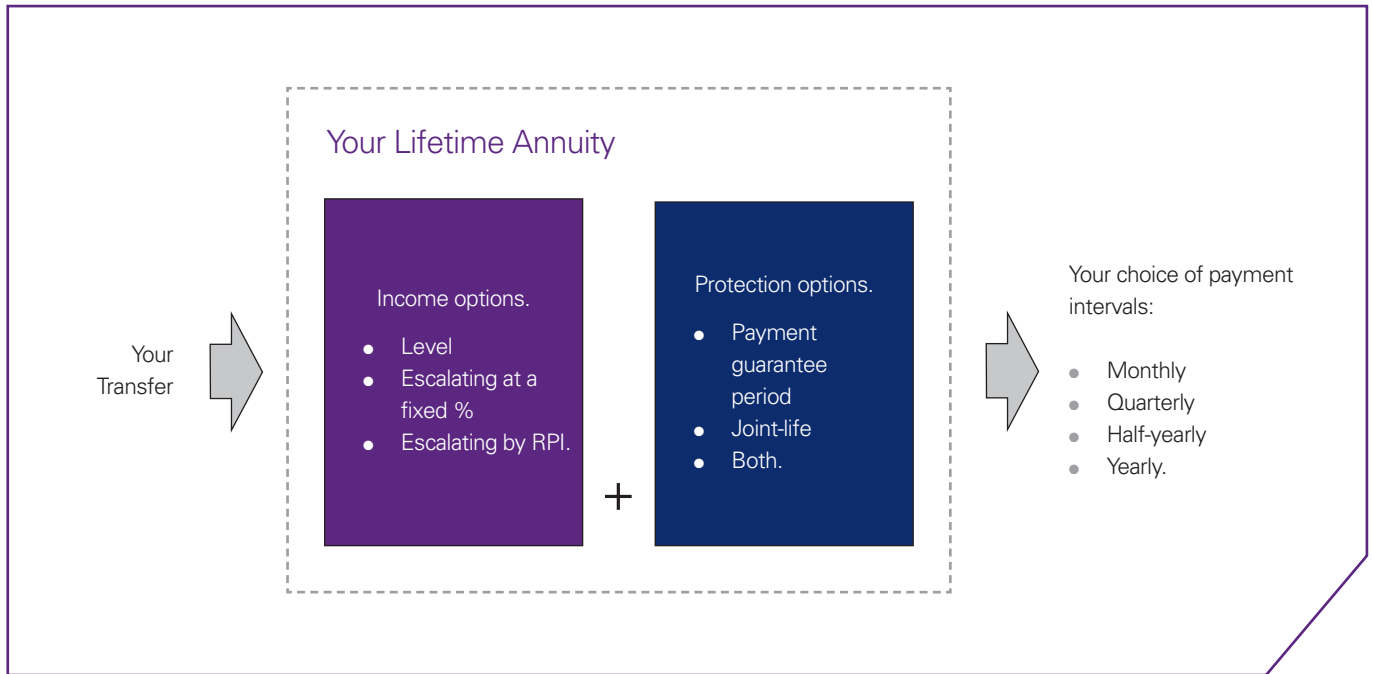 Your Lifetime Annuity
Your
Transfer
Income options.
● Level
● Escalating at a
fixed %
● Escalating by RPI.
+
Protection options.
● Payment
guarantee
period
● Joint-life
● Both.
Your choice of payment
intervals:
● Monthly
● Quarterly
● Half-yearly
● Yearly.